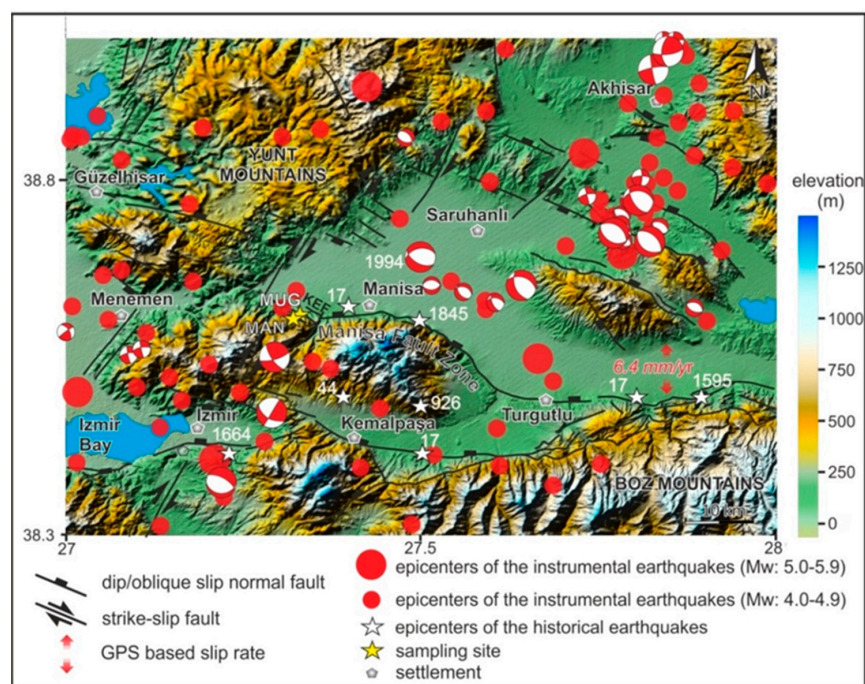 N
Akhisar
YUNT
MOUNTAINS
Güzelhisar
38.8
Saruhanlı
elevation
(m)
1250
1000
750
500
250
0
1994
Menemen
MUG
KEF
17
Manisa
MAN
1845
Manisa Fault Zone
6.4 mm/yr
44
926
17
1595
Izmir
Izmir
Bay
1664
Kemalpaşa
Turgutlu
17
BOZ MOUNTAINS
10 km
38.3
27
27.5
28
dip/oblique slip normal fault
strike-slip fault
GPS based slip rate
epicenters of the instrumental earthquakes (Mw: 5.0-5.9)
epicenters of the instrumental earthquakes (Mw: 4.0-4.9)
epicenters of the historical earthquakes
sampling site
settlement